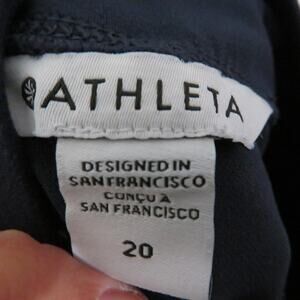 ATHLETA
DESIGNED IN
SAN FRANCISCO
CONÇU À
SAN FRANCISCO
20